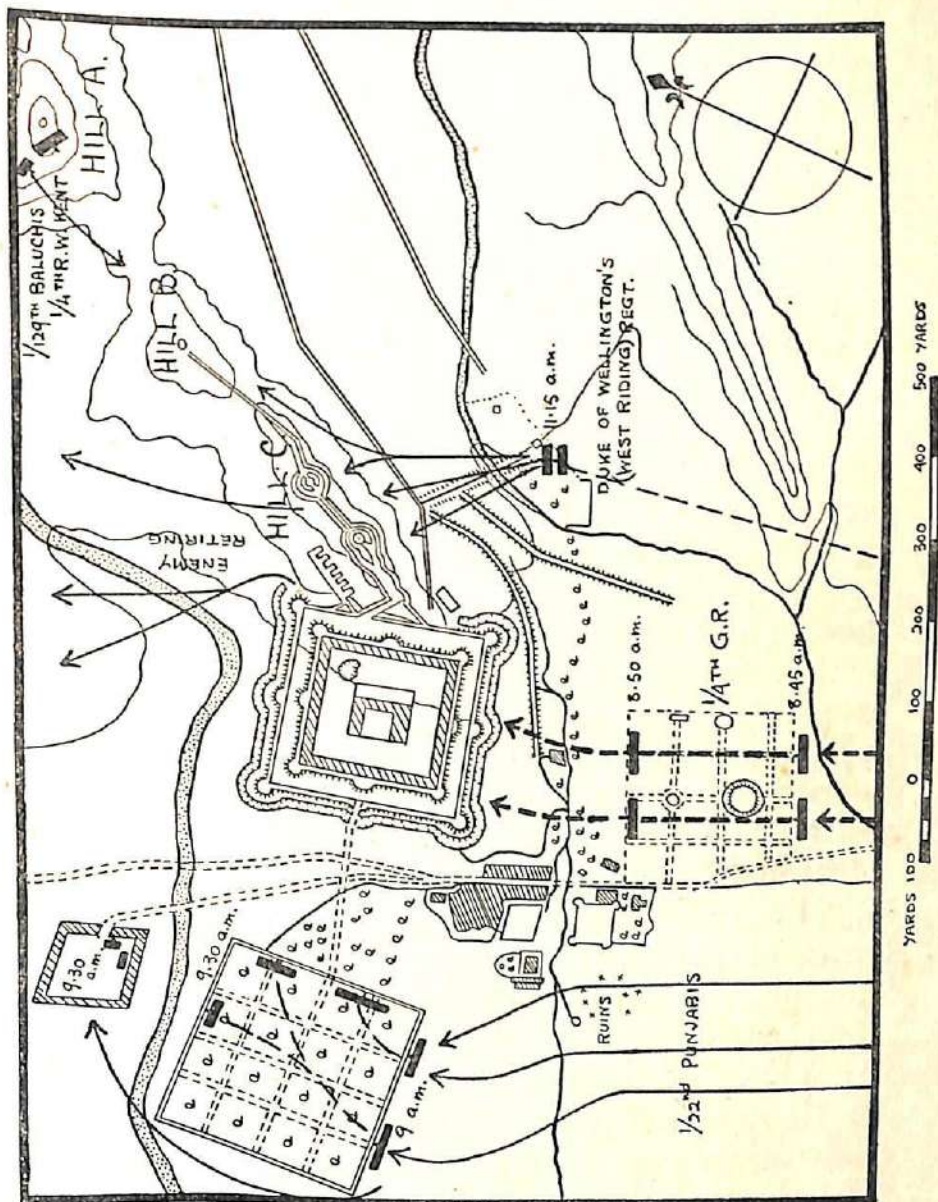 1/129TH BALUCHIS
1/4TH R.W. KENT
HILL A.
HILL B
HILL C
ENEMY
RETIRING
11.15 a.m.
DUKE OF WELLINGTON'S
(WEST RIDING) REGT.
8.50 a.m.
1/4TH G.R.
8.45 a.m.
9.30
a.m.
9.30 a.m.
9 a.m.
RUINS
1/22nd PUNJABIS
YARDS 100 0 100 200 300 400 500 YARDS